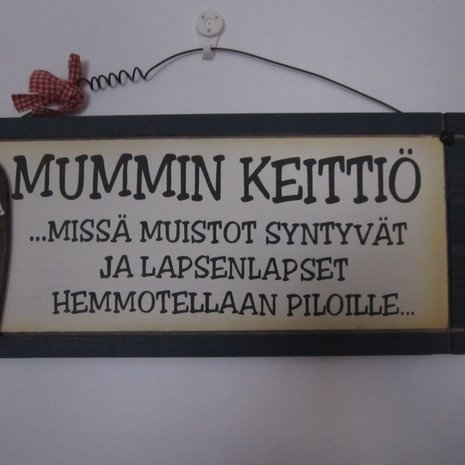 MUMMIN KEITTIÖ
...MISSÄ MUISTOT SYNTYVÄT
JA LAPSENLAPSET
HEMMOTELLAAN PILOILLE...